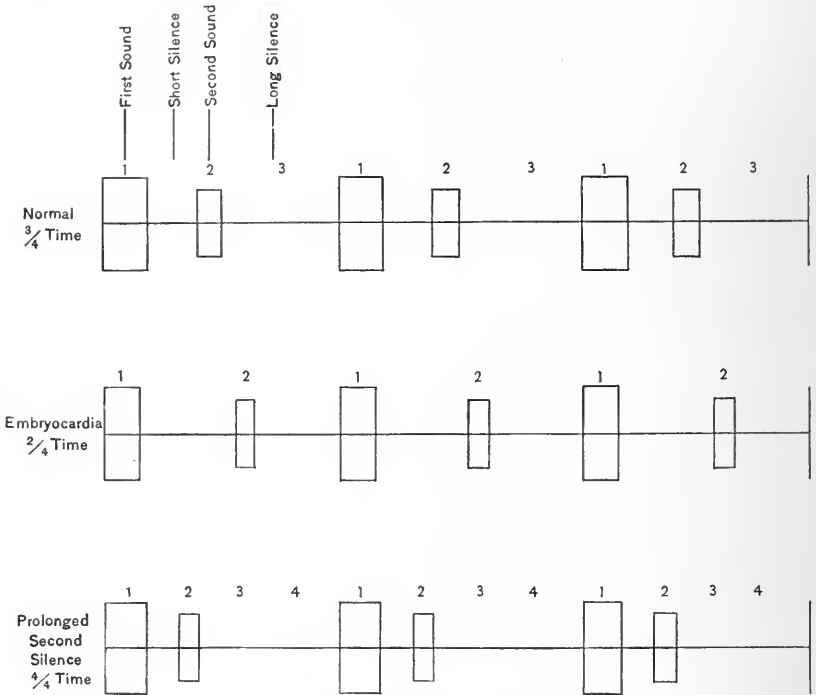 First Sound
Short Silence
Second Sound
Long Silence
1 2 3 1 2 3 1 2 3
Normal
3/4 Time
1 2 1 2 1 2
Embryocardia
2/4 Time
1 2 3 4 1 2 3 4 1 2 3 4
Prolonged
Second
Silence
4/4 Time